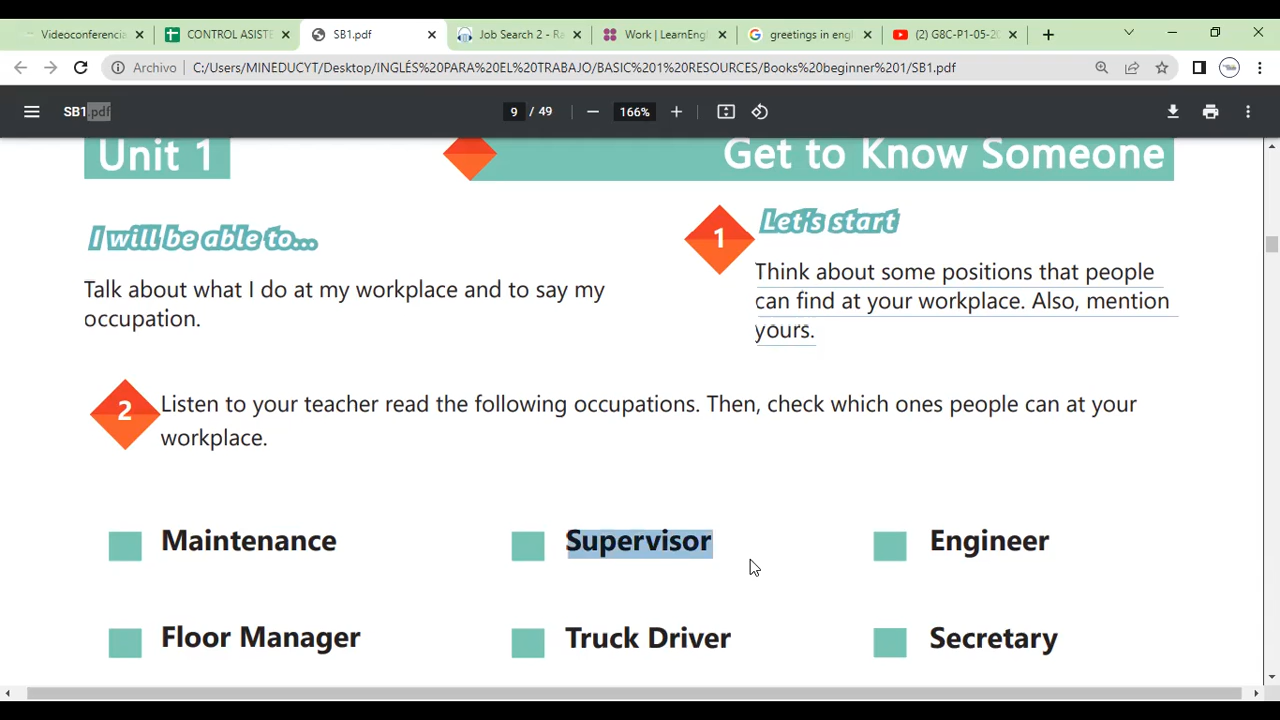 Videoconferencia
CONTROL ASISTE
SB1.pdf
Job Search 2 - Ra
Work | LearnEngl
greetings in engl
(2) G8C-P1-05-20
Archivo
C:/Users/MINEDUCYT/Desktop/INGLÉS%20PARA%20EL%20TRABAJO/BASIC%201%20RESOURCES/Books%20beginner%201/SB1.pdf
SB1.pdf
9 / 49
166%
Unit 1
Get to Know Someone
I will be able to...
Talk about what I do at my workplace and to say my
occupation.
1
Let's start
Think about some positions that people
can find at your workplace. Also, mention
yours.
2
Listen to your teacher read the following occupations. Then, check which ones people can at your
workplace.
Maintenance
Supervisor
Engineer
Floor Manager
Truck Driver
Secretary